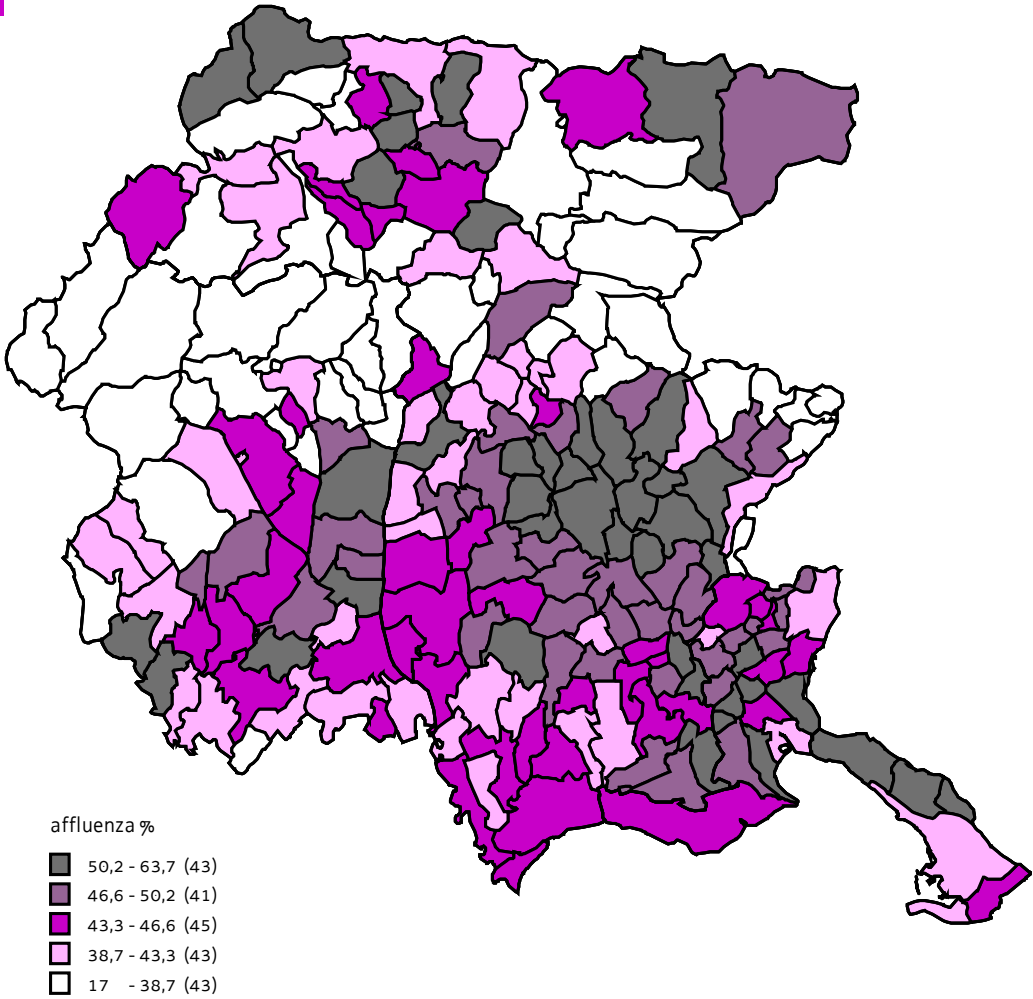 affluenza %
50,2 - 63,7 (43)
46,6 - 50,2 (41)
43,3 - 46,6 (45)
38,7 - 43,3 (43)
17 - 38,7 (43)